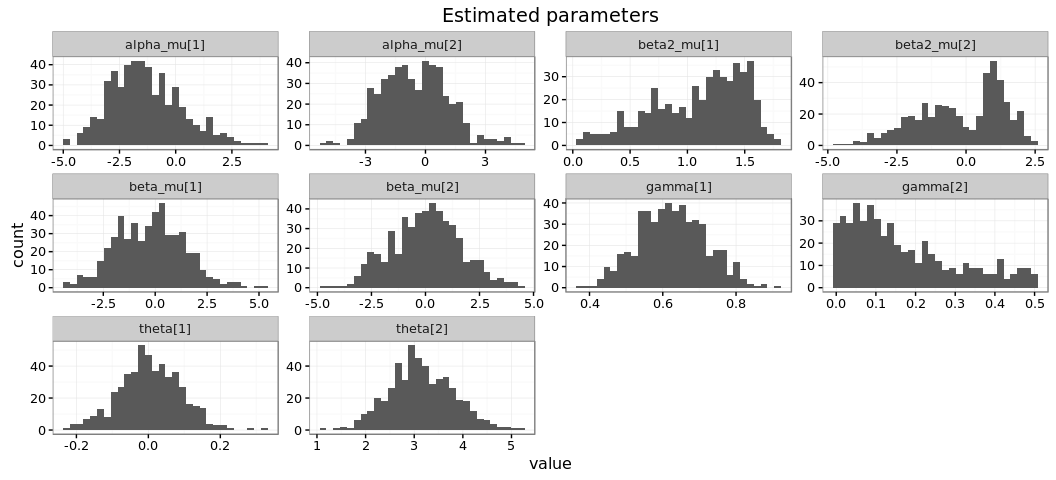 Estimated parameters
alpha_mu[1] alpha_mu[2] beta2_mu[1] beta2_mu[2]
40 30 20 10 0
-5.0 -2.5 0.0 2.5
40 30 20 10 0
-3 0 3
30 20 10 0
0.0 0.5 1.0 1.5
40 20 0
-5.0 -2.5 0.0 2.5
beta_mu[1] beta_mu[2] gamma[1] gamma[2]
40 30 20 10 0
-2.5 0.0 2.5 5.0
40 30 20 10 0
-5.0 -2.5 0.0 2.5 5.0
40 30 20 10 0
0.4 0.6 0.8
30 20 10 0
0.0 0.1 0.2 0.3 0.4 0.5
theta[1] theta[2]
40 20 0
-0.2 0.0 0.2
40 20 0
1 2 3 4 5
count
value